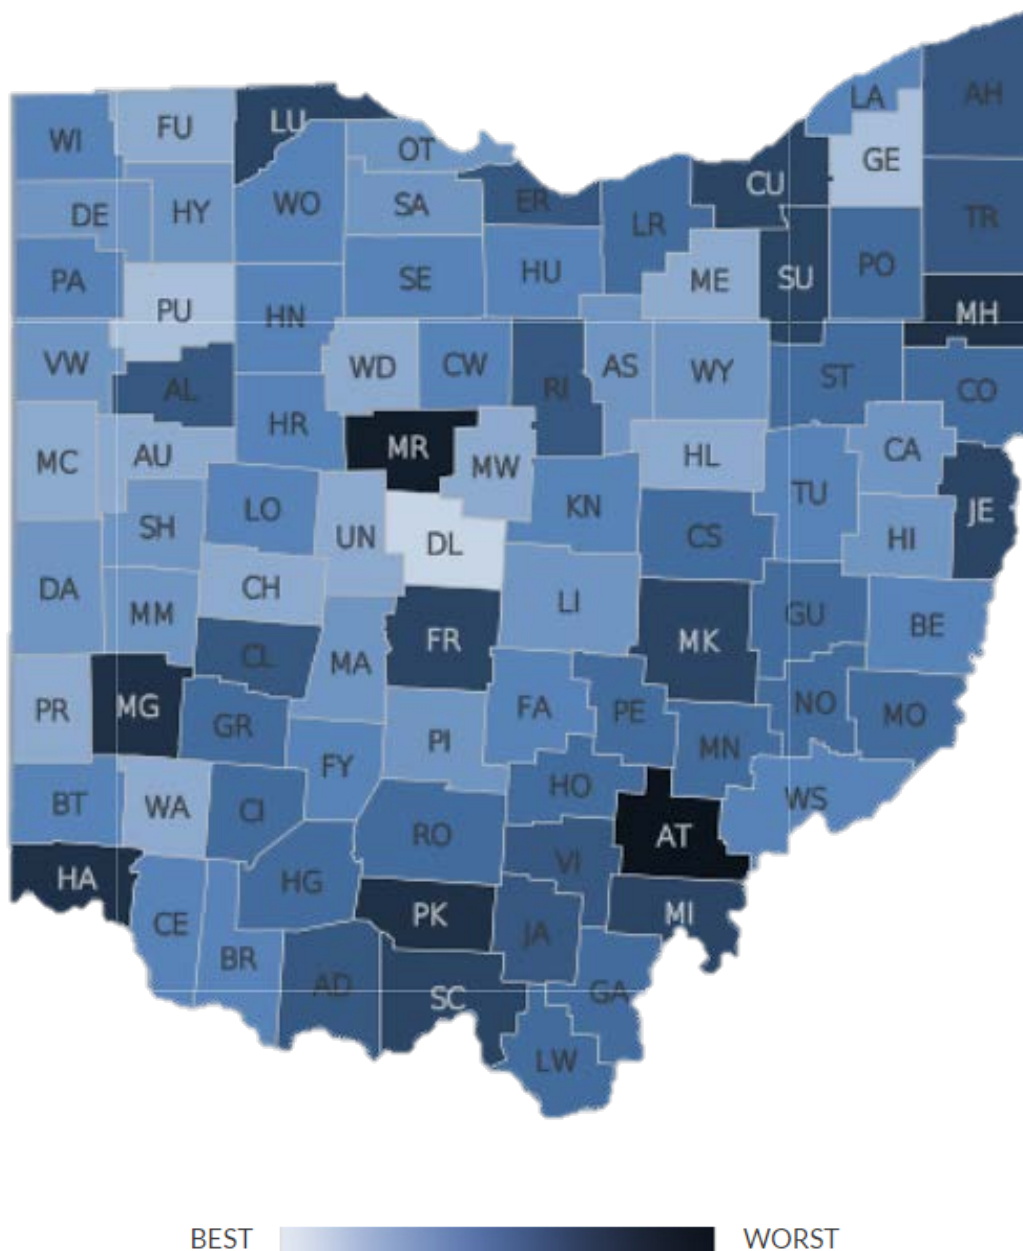 LA AH
WI FU LU OT GE
CU
DE HY WO SA ER LR TR
PA SE HU ME SU PO
PU HN MH
VW AL WD CW RI AS WY ST CO
MC AU HR MR MW HL CA
SH LO UN DL KN CS TU HI JE
DA MM CH LI GU BE
CL MA FR MK
PR MG GR PI FA PE MN NO MO
BT WA CI FY HO WS
HA HG RO VI AT
CE BR PK JA MI
AD SC GA
LW
BEST WORST